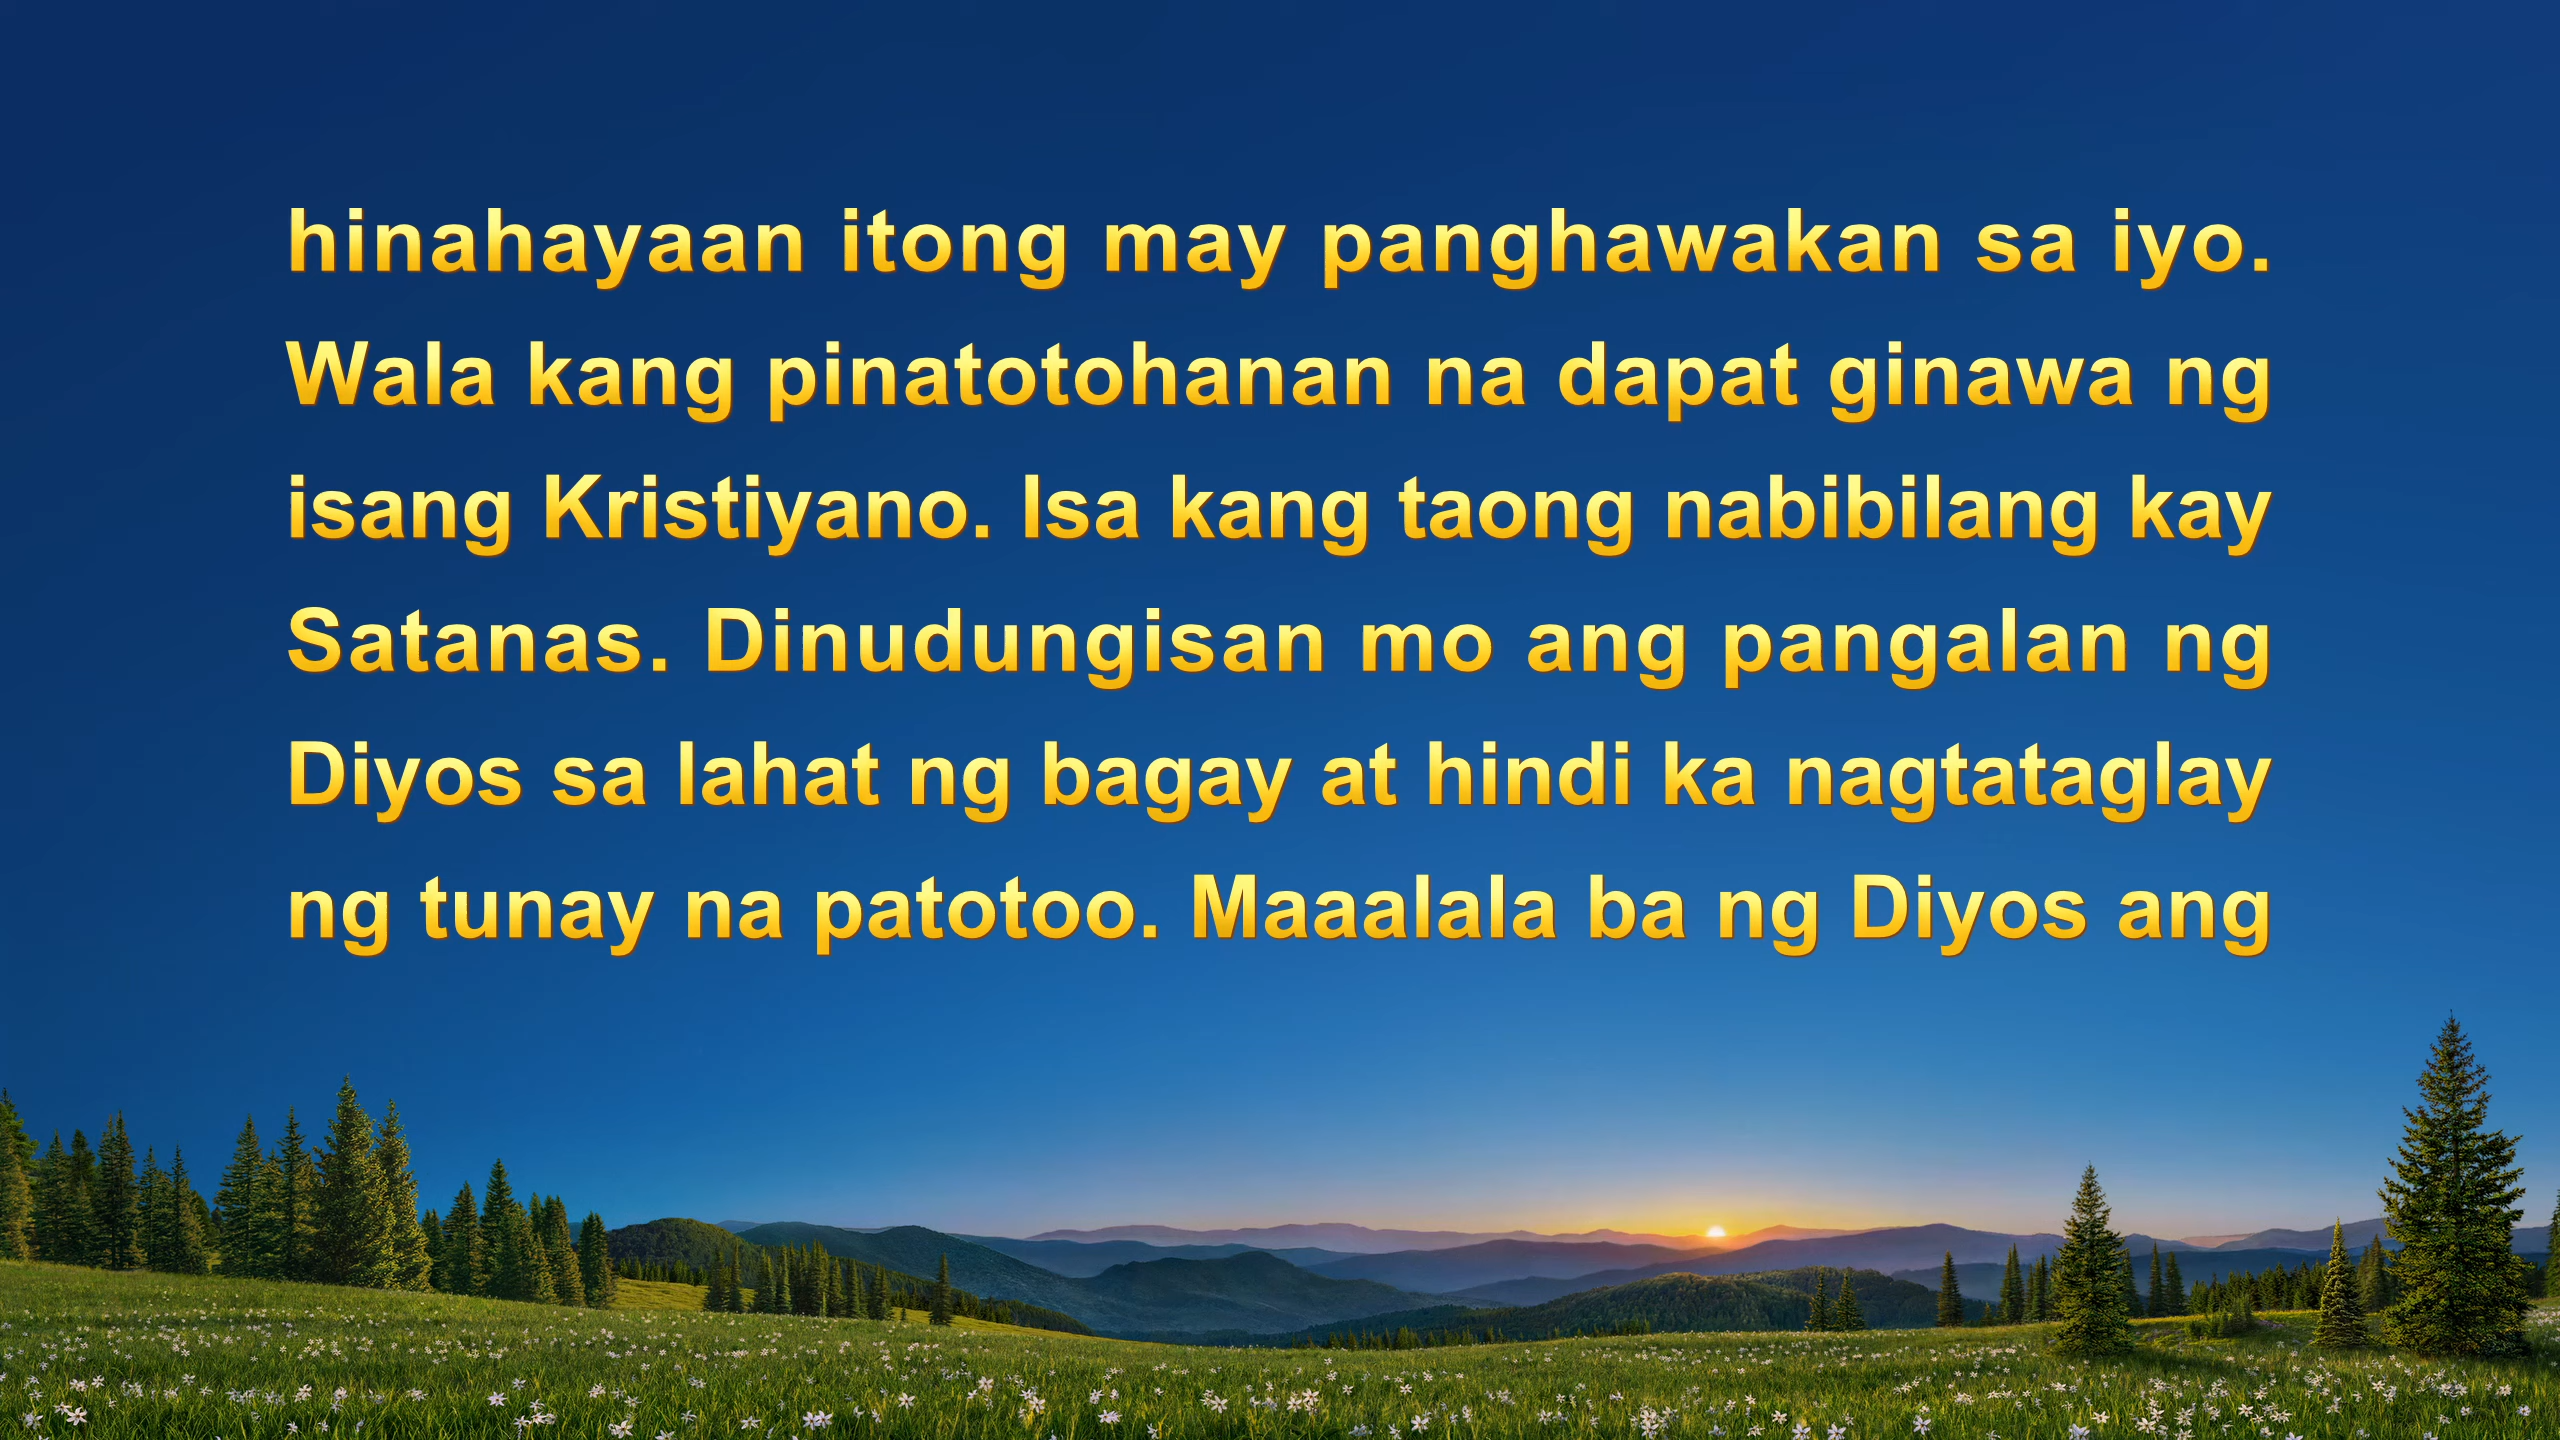 hinahayaan itong may panghawakan sa iyo.
Wala kang pinatotohanan na dapat ginawa ng
isang Kristiyano. Isa kang taong nabibilang kay
Satanas. Dinudungisan mo ang pangalan ng
Diyos sa lahat ng bagay at hindi ka nagtataglay
ng tunay na patotoo. Maaalala ba ng Diyos ang